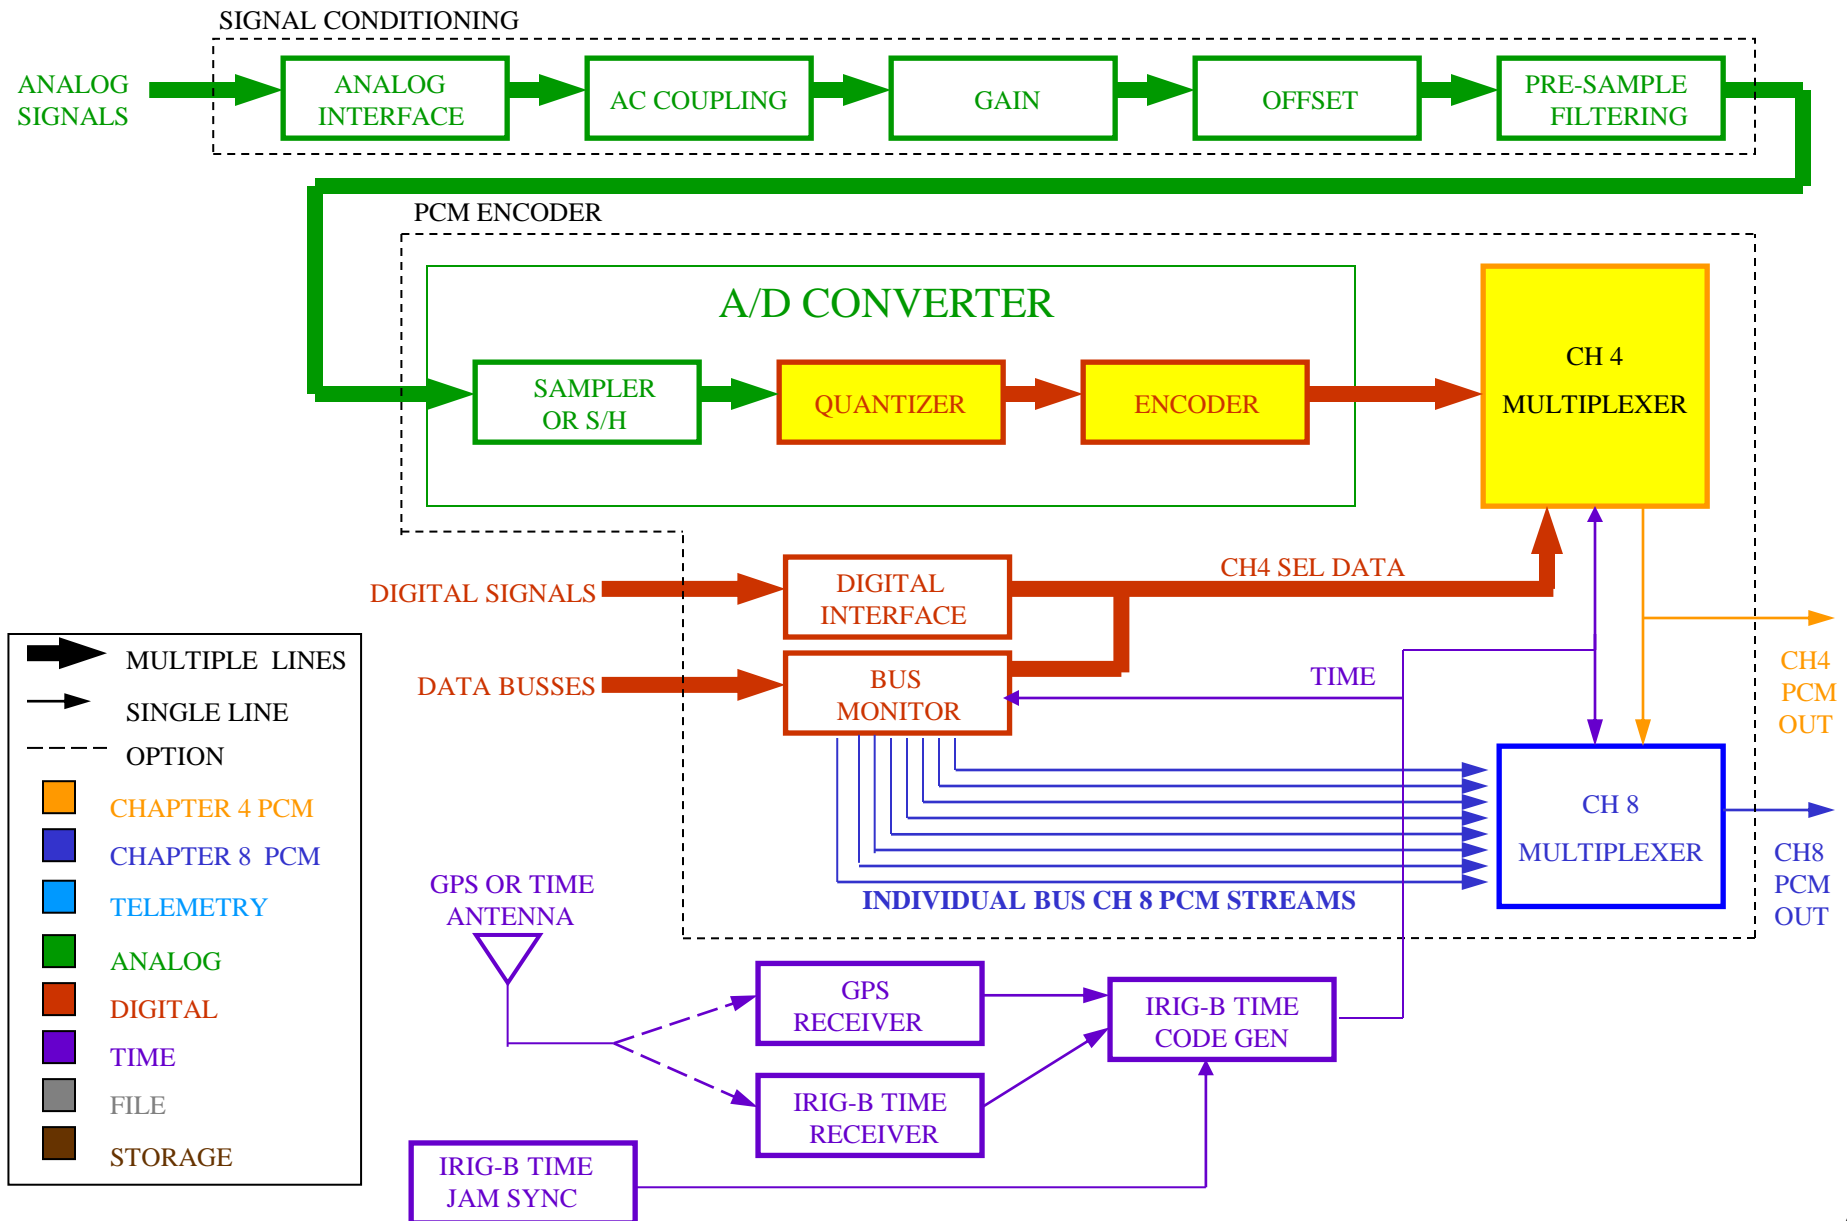 SIGNAL CONDITIONING
ANALOG
SIGNALS
ANALOG
INTERFACE
AC COUPLING
GAIN
OFFSET
PRE-SAMPLE
FILTERING
PCM ENCODER
A/D CONVERTER
SAMPLER
OR S/H
QUANTIZER
ENCODER
CH 4
MULTIPLEXER
DIGITAL SIGNALS
DIGITAL
INTERFACE
CH4 SEL DATA
DATA BUSSES
BUS
MONITOR
TIME
CH4
PCM
OUT
CH 8
MULTIPLEXER
CH8
PCM
OUT
INDIVIDUAL BUS CH 8 PCM STREAMS
GPS OR TIME
ANTENNA
GPS
RECEIVER
IRIG-B TIME
CODE GEN
IRIG-B TIME
RECEIVER
IRIG-B TIME
JAM SYNC
MULTIPLE LINES
SINGLE LINE
OPTION
CHAPTER 4 PCM
CHAPTER 8 PCM
TELEMETRY
ANALOG
DIGITAL
TIME
FILE
STORAGE